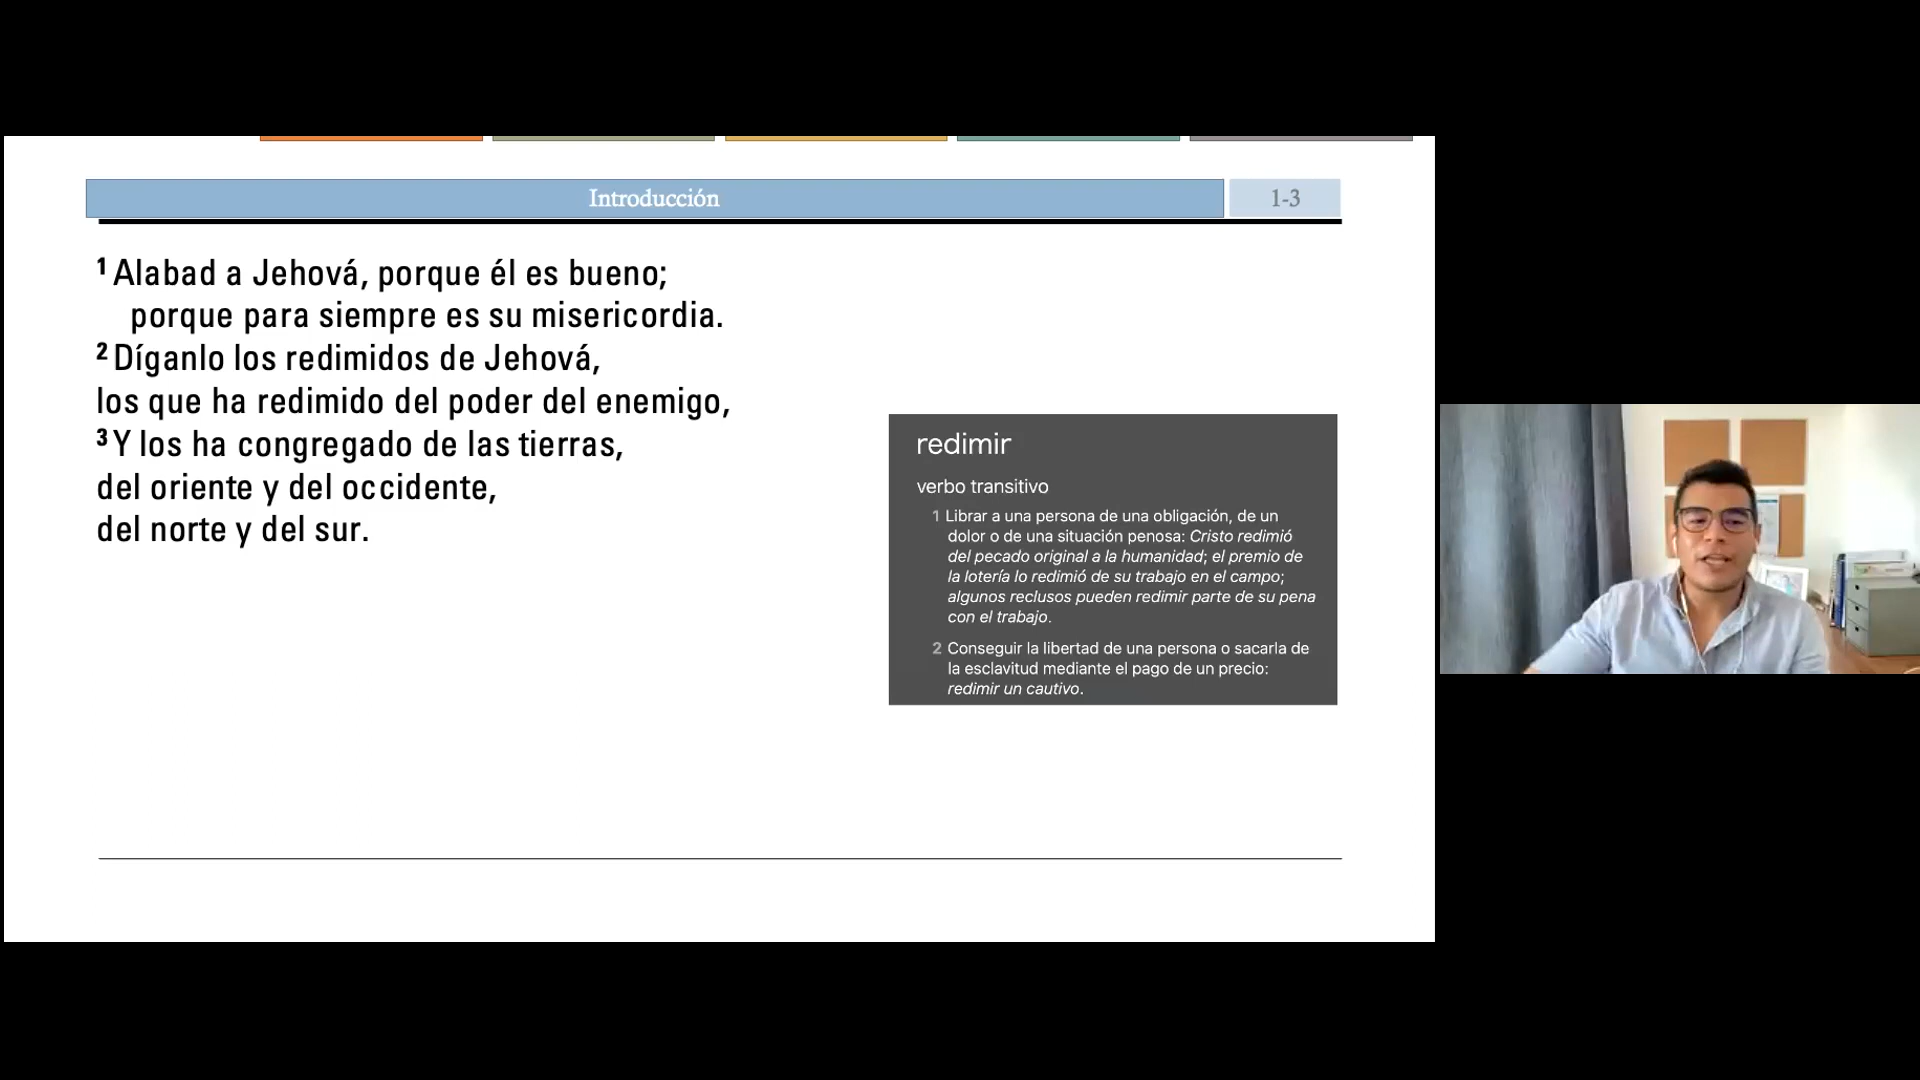 Introducción
1-3
1 Alabad a Jehová, porque él es bueno;
porque para siempre es su misericordia.
2 Díganlo los redimidos de Jehová,
los que ha redimido del poder del enemigo,
3 Y los ha congregado de las tierras,
del oriente y del occidente,
del norte y del sur.
redimir
verbo transitivo
1 Librar a una persona de una obligación, de un
dolor o de una situación penosa: Cristo redimió
del pecado original a la humanidad; el premio de
la lotería lo redimió de su trabajo en el campo;
algunos reclusos pueden redimir parte de su pena
con el trabajo.
2 Conseguir la libertad de una persona o sacarla de
la esclavitud mediante el pago de un precio:
redimir un cautivo.